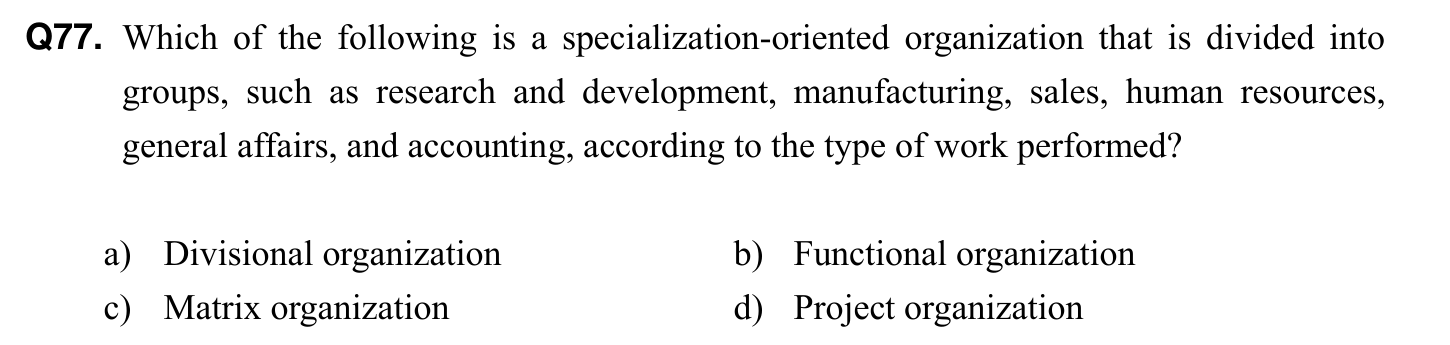 Q77. Which of the following is a specialization-oriented organization that is divided into
groups, such as research and development, manufacturing, sales, human resources,
general affairs, and accounting, according to the type of work performed?
a) Divisional organization b) Functional organization
c) Matrix organization d) Project organization